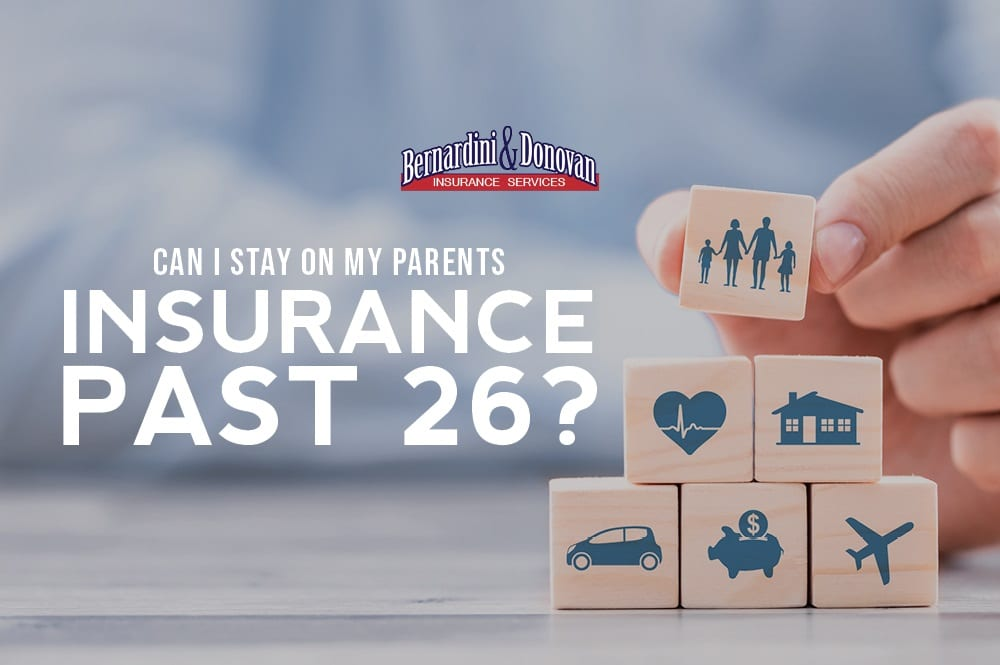 Bernardini & Donovan
INSURANCE SERVICES
CAN I STAY ON MY PARENTS
INSURANCE
PAST 26?
$